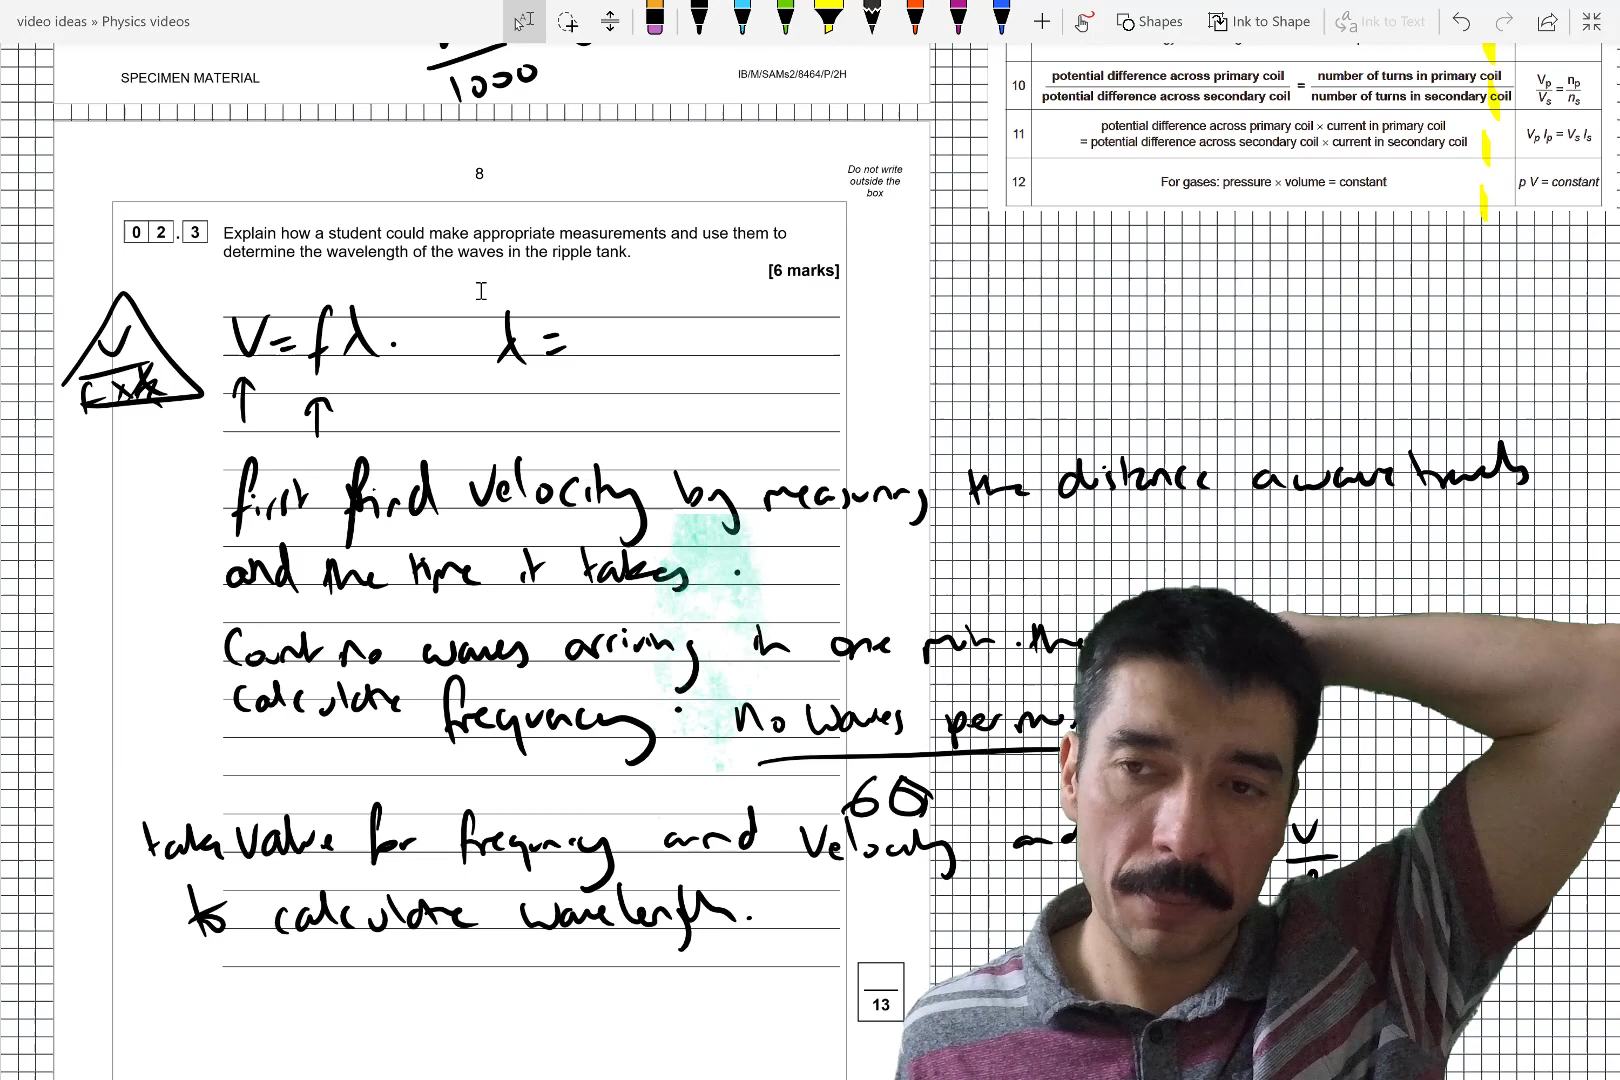 video ideas » Physics videos
Shapes
Ink to Shape
Ink to Text
1000
SPECIMEN MATERIAL
IB/M/SAMs2/8464/P/2H
10
potential difference across primary coil
potential difference across secondary coil
=
number of turns in primary coil
number of turns in secondary coil
Vp/Vs = np/ns
11
potential difference across primary coil × current in primary coil
= potential difference across secondary coil × current in secondary coil
Vp Ip = Vs Is
12
For gases: pressure × volume = constant
p V = constant
8
Do not write
outside the
box
0 2 . 3
Explain how a student could make appropriate measurements and use them to
determine the wavelength of the waves in the ripple tank.
[6 marks]
V
V = fλ. λ =
first find velocity by measuring the distance a wave travels
and the time it takes.
Count no waves arriving in one min. the
calculate frequency: no waves per
60
take value for frequency and velocity and
V
to calculate wavelength.
13